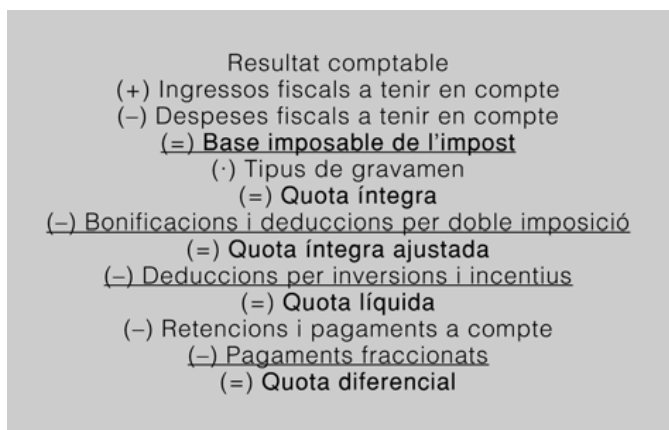 Resultat comptable
(+) Ingressos fiscals a tenir en compte
(–) Despeses fiscals a tenir en compte
(=) Base imposable de l’impost
(·) Tipus de gravamen
(=) Quota íntegra
(–) Bonificacions i deduccions per doble imposició
(=) Quota íntegra ajustada
(–) Deduccions per inversions i incentius
(=) Quota líquida
(–) Retencions i pagaments a compte
(–) Pagaments fraccionats
(=) Quota diferencial